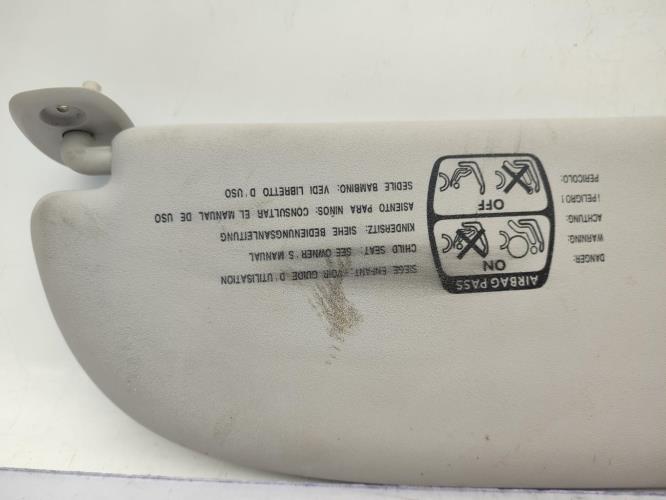 DANGER:
WARNING:
ACHTUNG:
¡ PELIGRO !
PERICOLO:
AIRBAG PASS
ON
OFF
SIEGE ENFANT: VOIR GUIDE D'UTILISATION
CHILD SEAT: SEE OWNER'S MANUAL
KINDERSITZ: SIEHE BEDIENUNGSANLEITUNG
ASIENTO PARA NIÑOS: CONSULTAR EL MANUAL DE USO
SEDILE BAMBINO: VEDI LIBRETTO D'USO